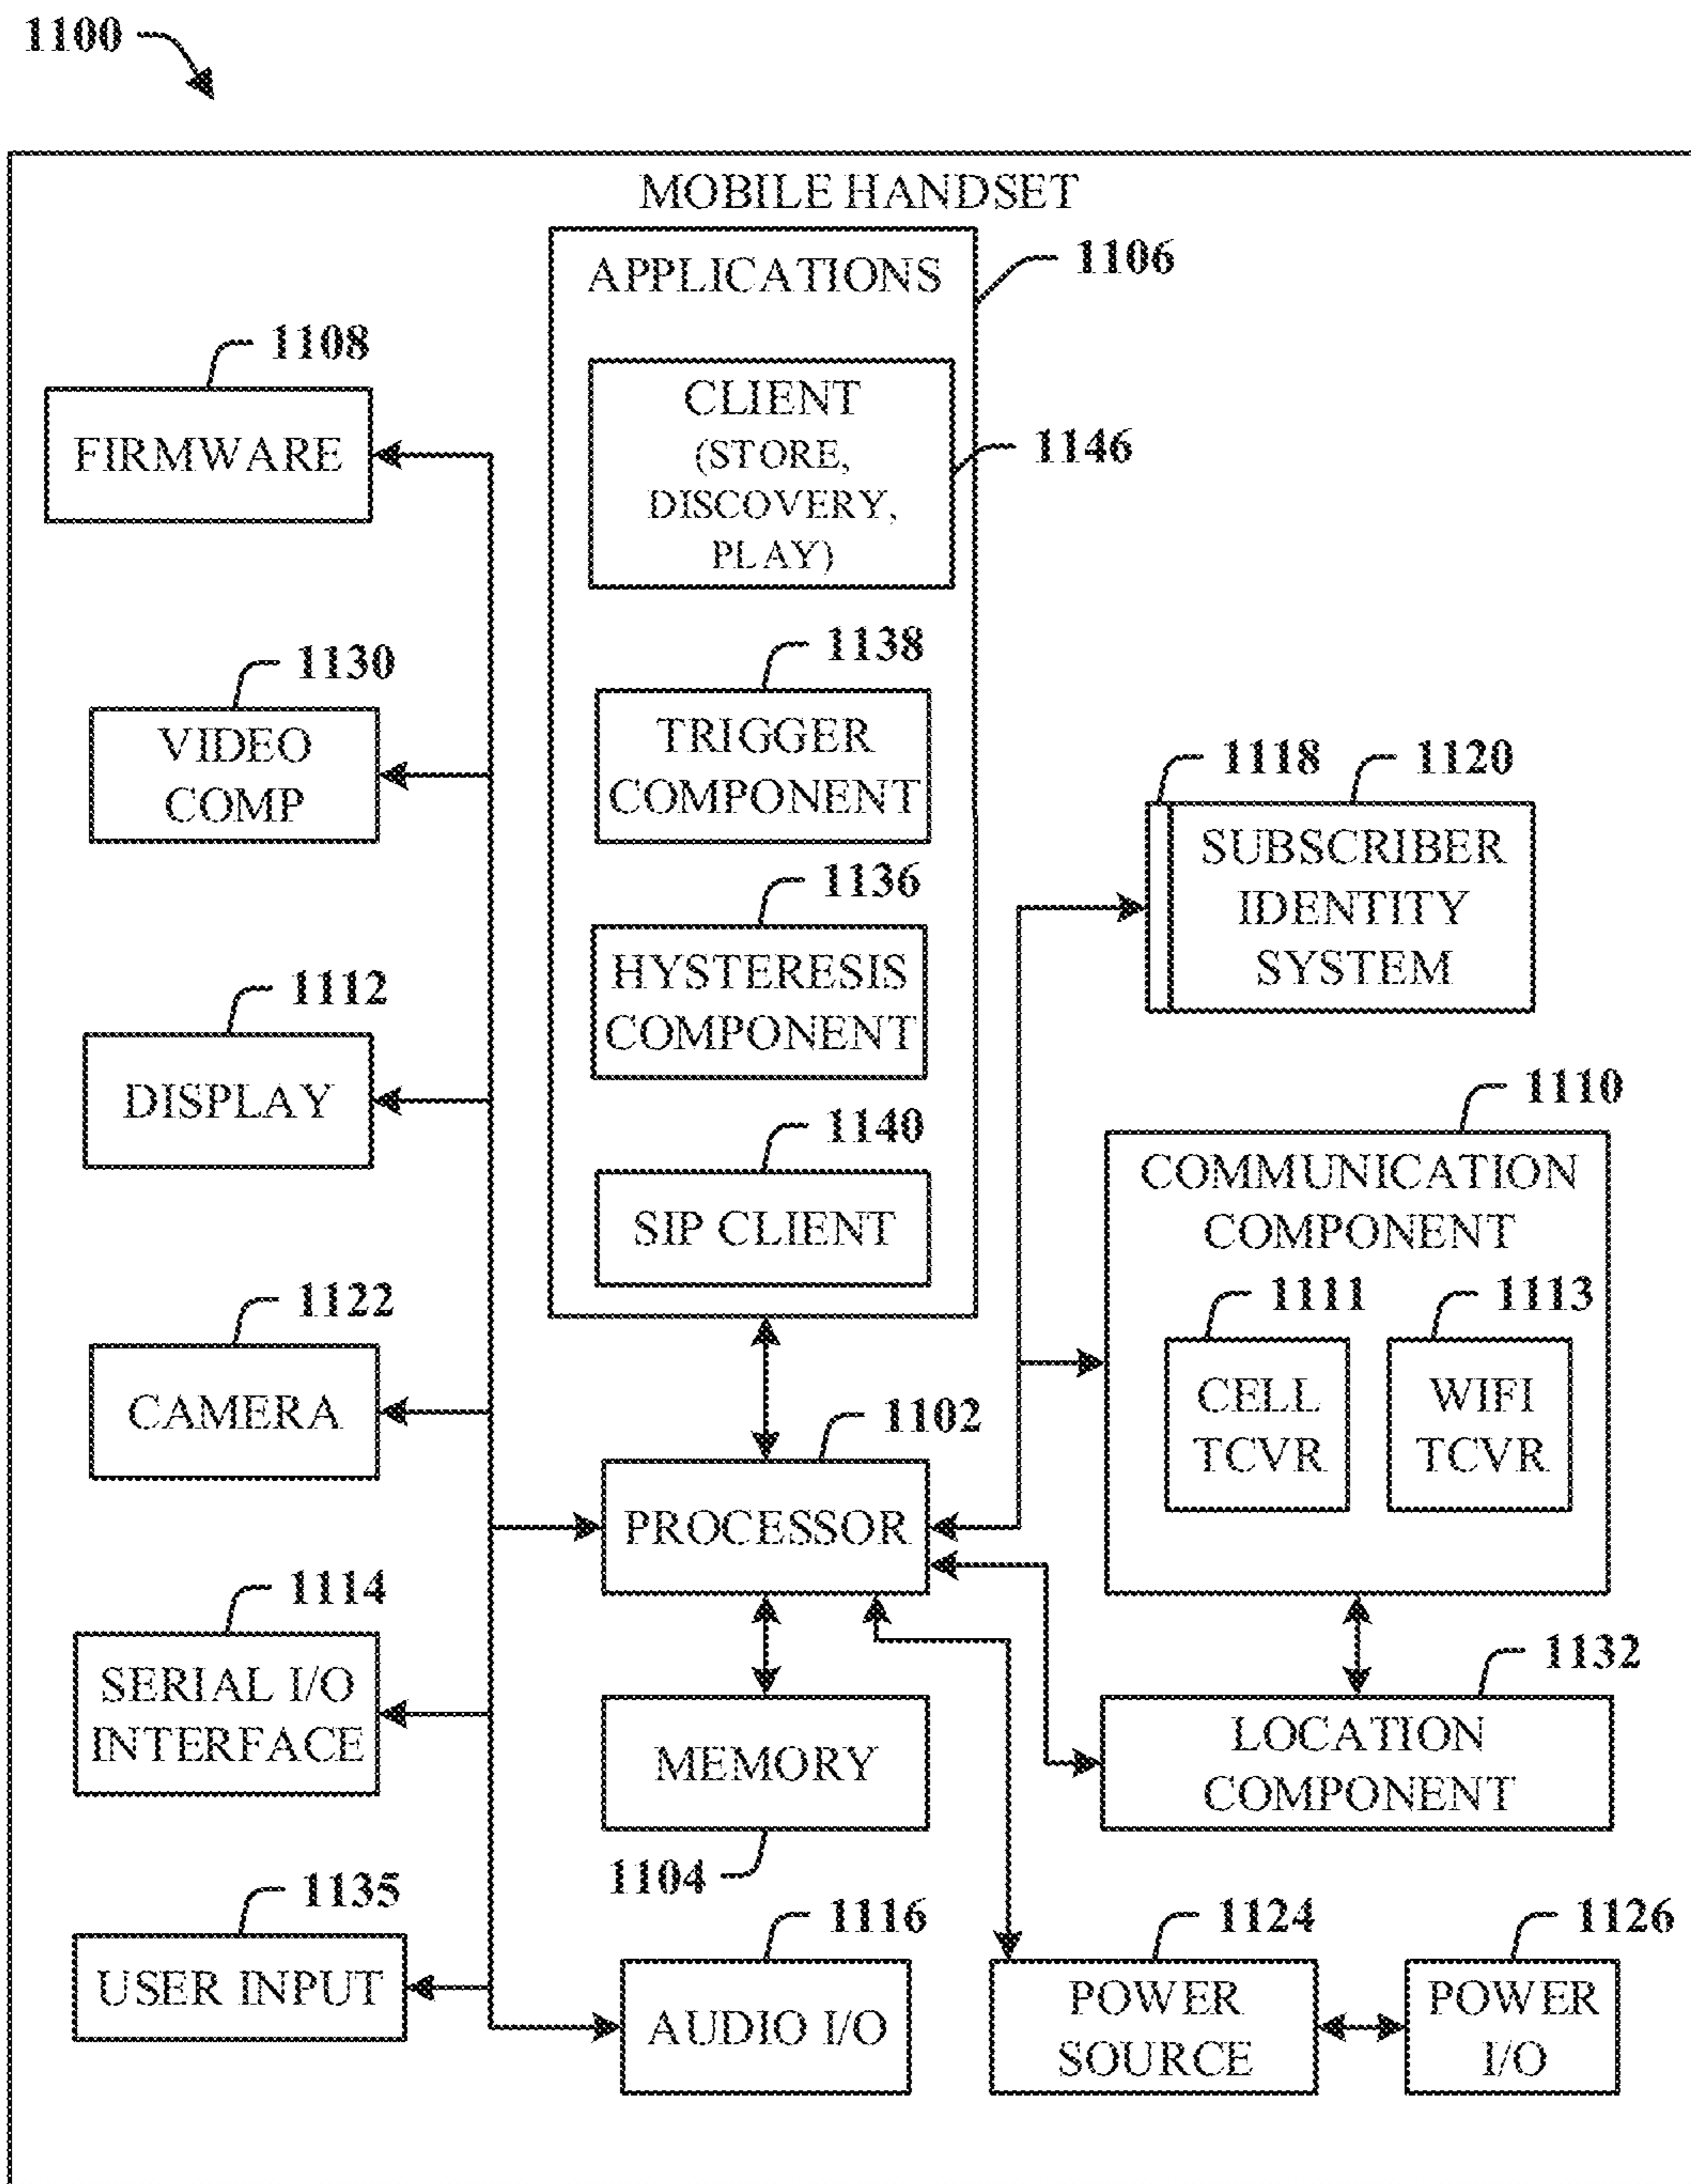 1100
MOBILE HANDSET
1106
APPLICATIONS
CLIENT
(STORE,
DISCOVERY,
PLAY)
1146
1138
TRIGGER
COMPONENT
1136
HYSTERESIS
COMPONENT
1140
SIP CLIENT
1108
FIRMWARE
1130
VIDEO
COMP
1112
DISPLAY
1122
CAMERA
1114
SERIAL I/O
INTERFACE
1135
USER INPUT
1102
PROCESSOR
MEMORY
1104
1116
AUDIO I/O
1118
1120
SUBSCRIBER
IDENTITY
SYSTEM
1110
COMMUNICATION
COMPONENT
1111
CELL
TCVR
1113
WIFI
TCVR
1132
LOCATION
COMPONENT
1124
POWER
SOURCE
1126
POWER
I/O